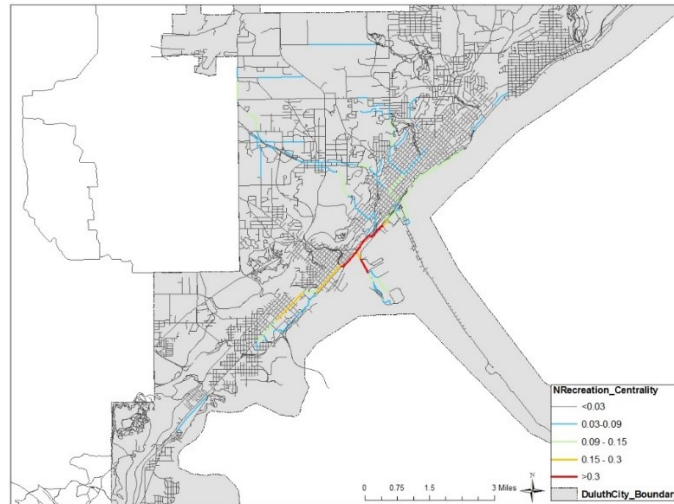 NRecreation_Centrality
<0.03
0.03-0.09
0.09 - 0.15
0.15 - 0.3
>0.3
DuluthCity_Boundar
0 0.75 1.5 3 Miles
N